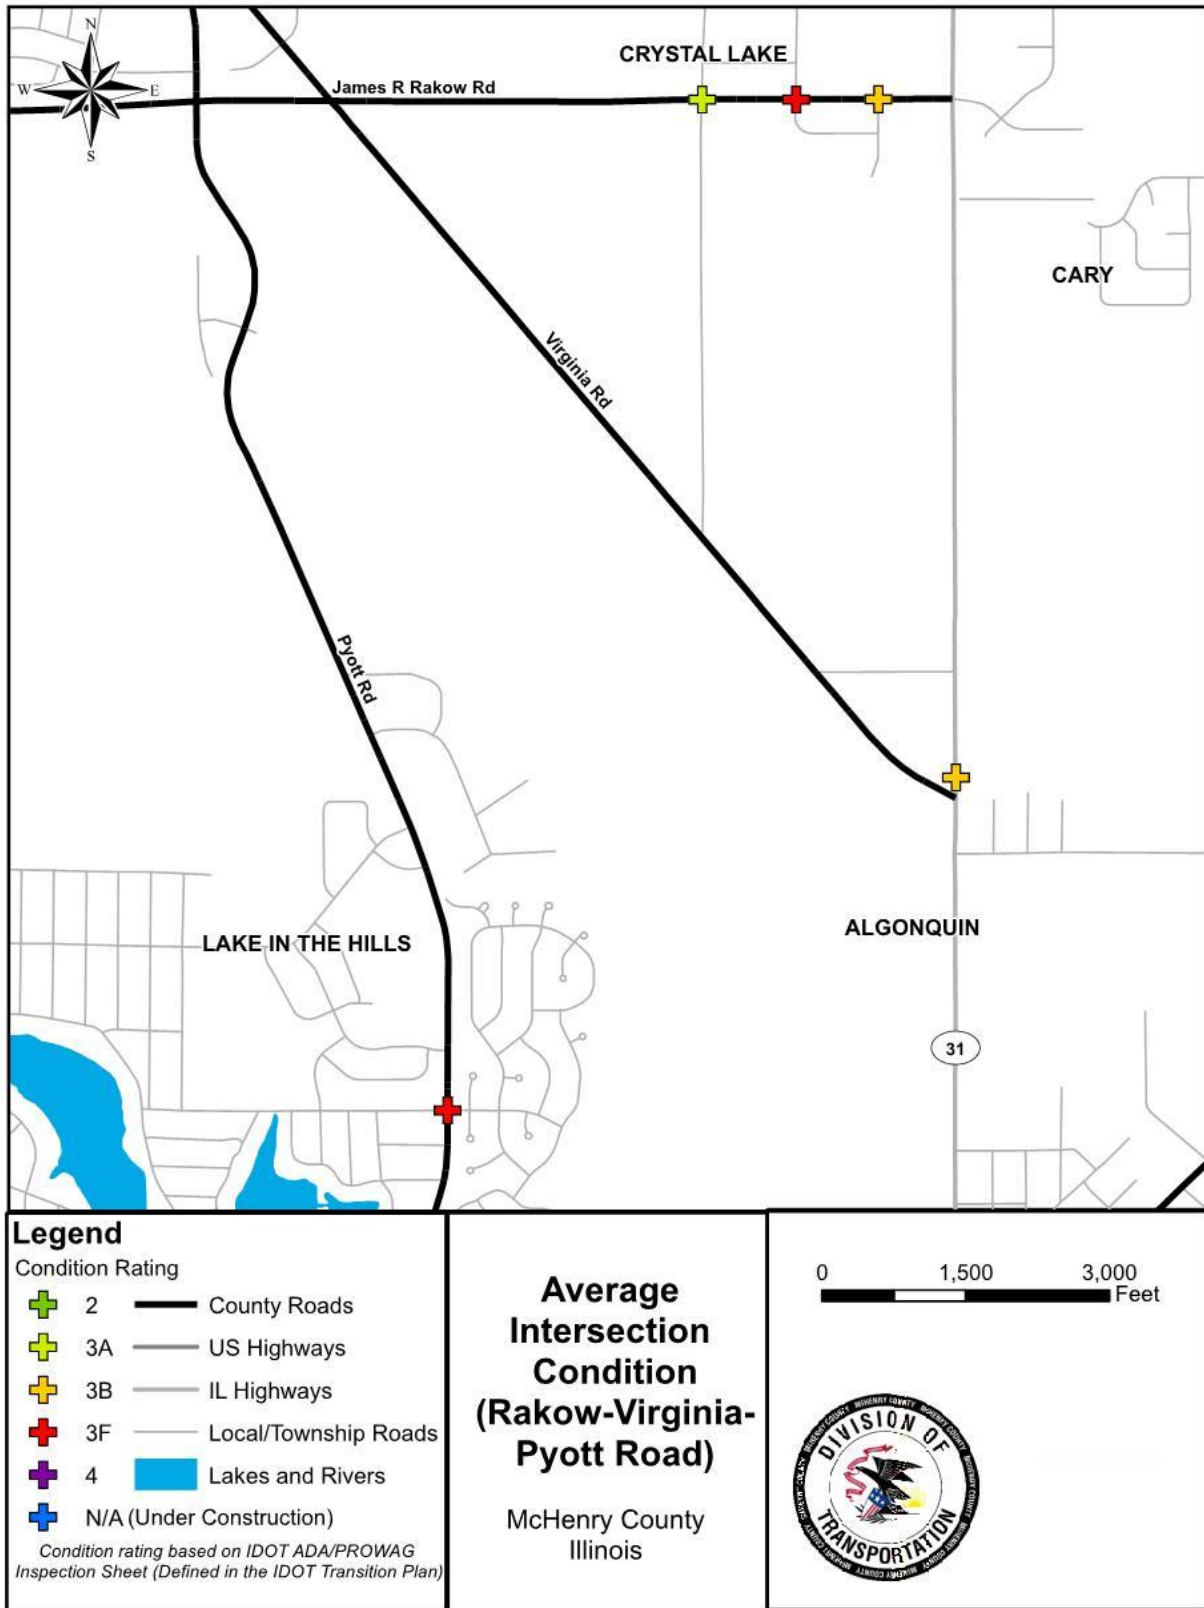 N
W
E
S
CRYSTAL LAKE
James R Rakow Rd
CARY
Virginia Rd
Pyott Rd
LAKE IN THE HILLS
ALGONQUIN
31
Legend
Condition Rating
2
County Roads
3A
US Highways
3B
IL Highways
3F
Local/Township Roads
4
Lakes and Rivers
N/A (Under Construction)
Condition rating based on IDOT ADA/PROWAG
Inspection Sheet (Defined in the IDOT Transition Plan)
Average
Intersection
Condition
(Rakow-Virginia-
Pyott Road)
McHenry County
Illinois
0 1,500 3,000
Feet
DIVISION OF
TRANSPORTATION